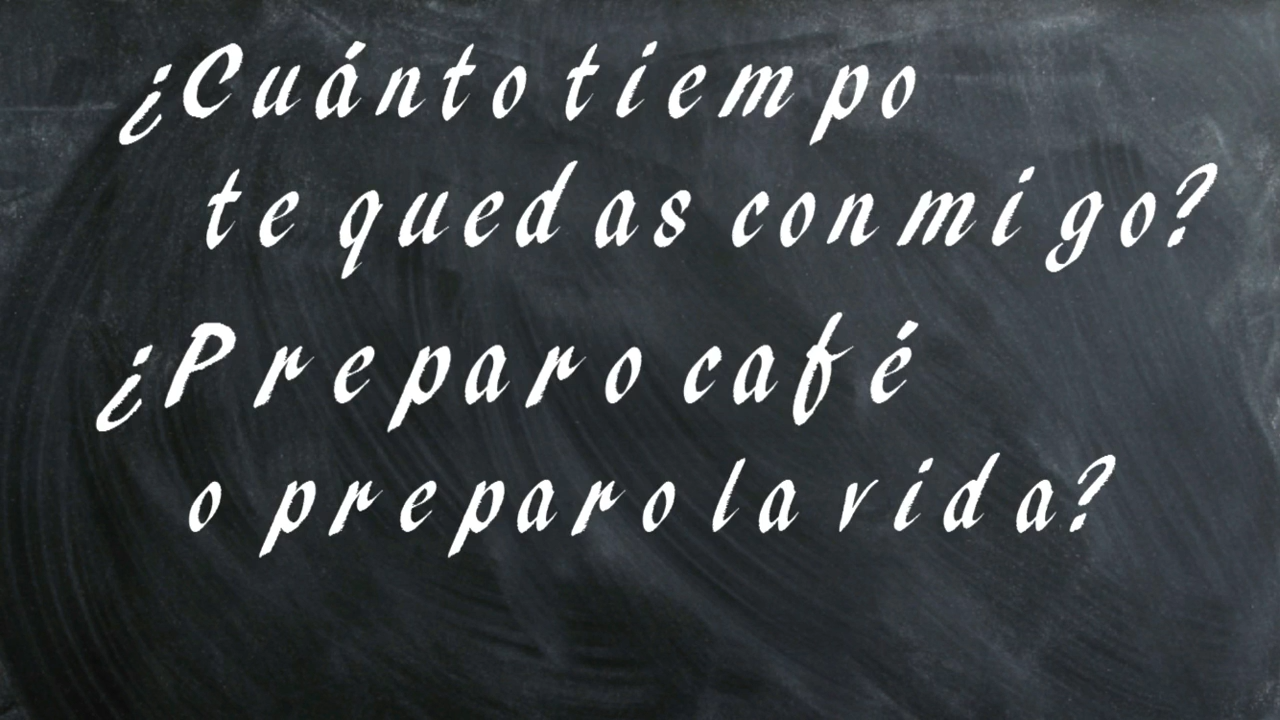 ¿Cuánto tiempo
te quedas conmigo?
¿Preparo café
o preparo la vida?